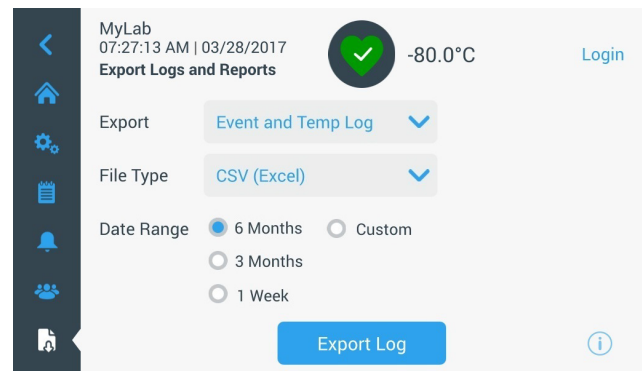 MyLab
07:27:13 AM | 03/28/2017
Export Logs and Reports
-80.0°C
Login
Export
Event and Temp Log
File Type
CSV (Excel)
Date Range
6 Months
Custom
3 Months
1 Week
Export Log
i